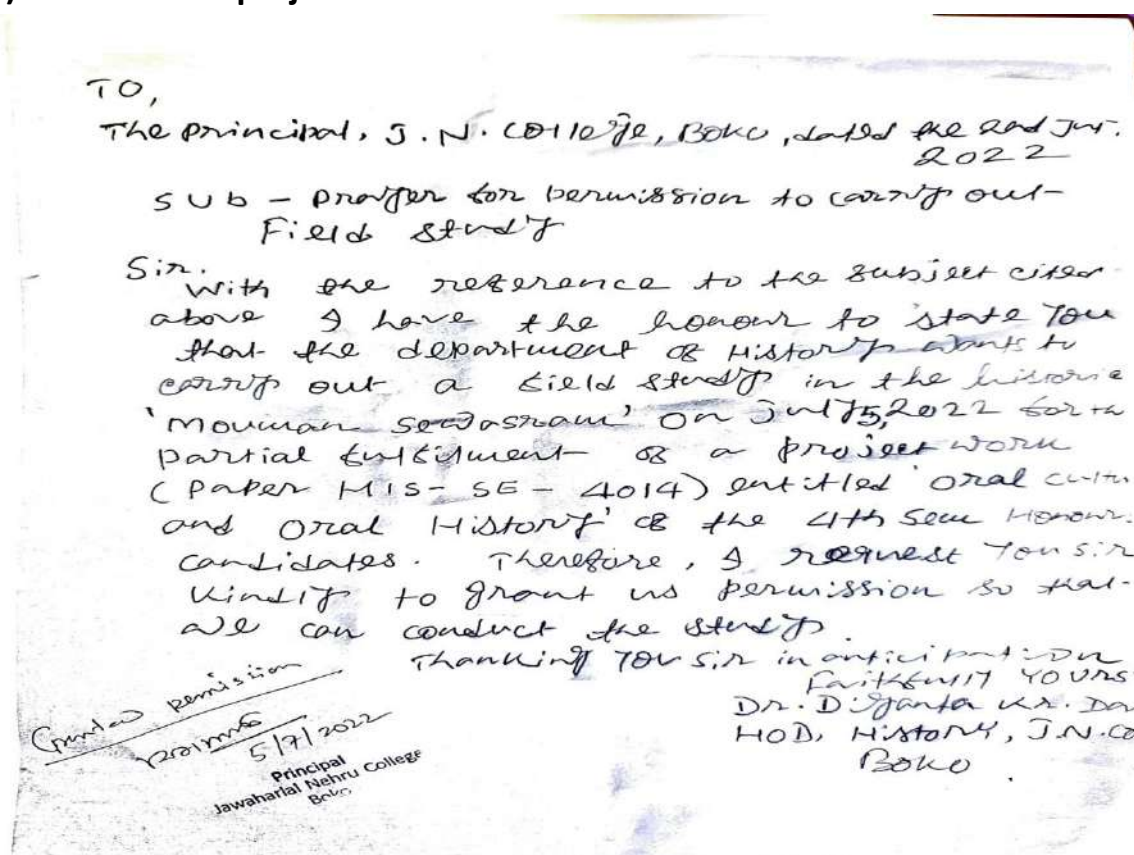 TO,
The principal, J.N. College, Boko, dated the 2nd Jul.
2022
Sub - prayer for permission to carry out
Field study
Sir.
With the reference to the subject cited
above I have the honour to state you
that the department of History wants to
carry out a field study in the historic
'Mouman Sevasram' on July 5, 2022 for
partial fulfilment of a project work
(paper HIS-SE-4014) entitled 'oral
and oral History' of the 4th Sem Honour
candidates. Therefore, I request you sir
kindly to grant us permission so that
we can conduct the study.
Thanking you sir in anticipation
Faithfully yours
Dr. Diganta Kr.
HOD, History, J.N.
Boko.
Granted permission
5/7/2022
Principal
Jawaharlal Nehru College
Boko